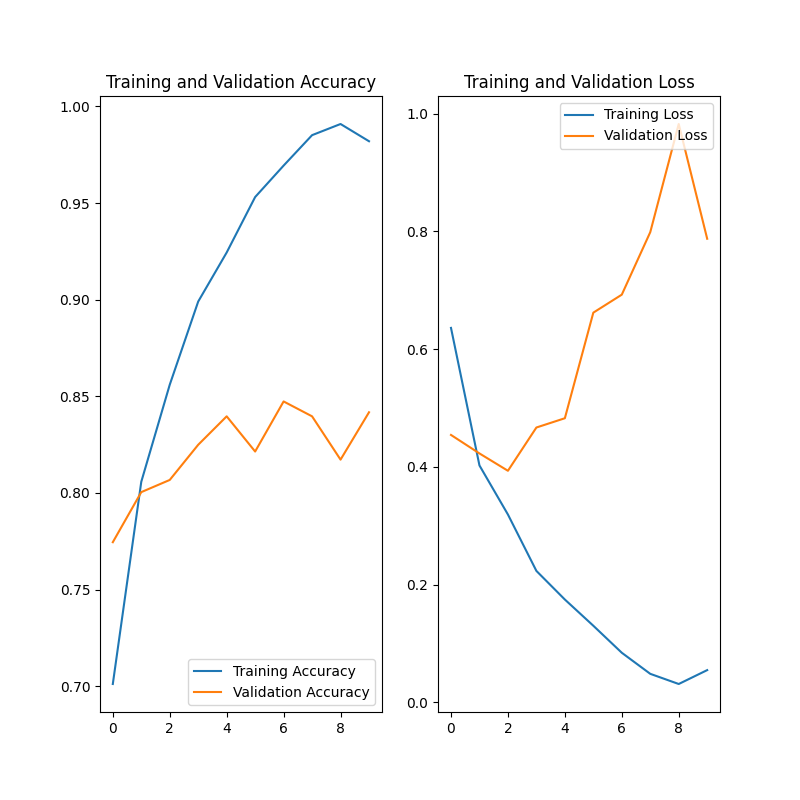 Training and Validation Accuracy
1.00
0.95
0.90
0.85
0.80
0.75
0.70
0 2 4 6 8
Training Accuracy
Validation Accuracy
Training and Validation Loss
1.0
0.8
0.6
0.4
0.2
0.0
0 2 4 6 8
Training Loss
Validation Loss